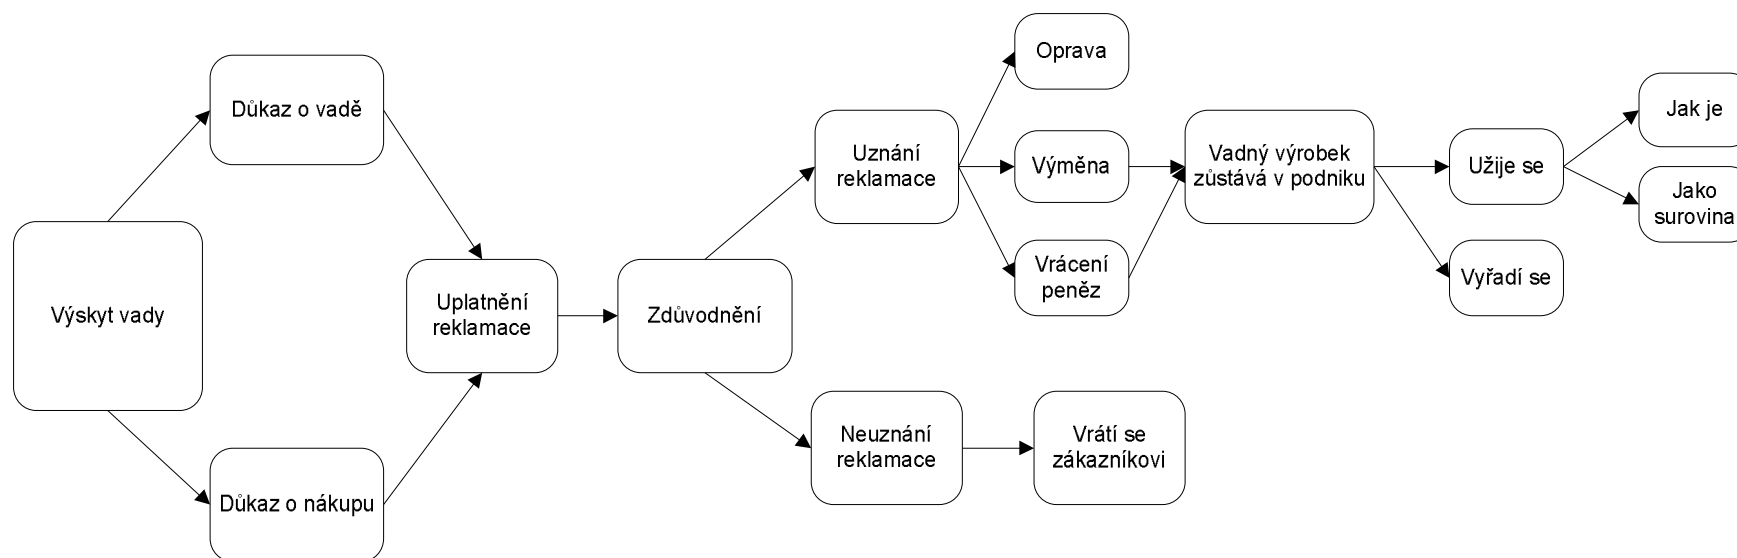 Výskyt vady
Důkaz o vadě
Důkaz o nákupu
Uplatnění
reklamace
Zdůvodnění
Uznání
reklamace
Neuznání
reklamace
Oprava
Výměna
Vrácení
peněz
Vrátí se
zákazníkovi
Vadný výrobek
zůstává v podniku
Užije se
Vyřadí se
Jak je
Jako
surovina